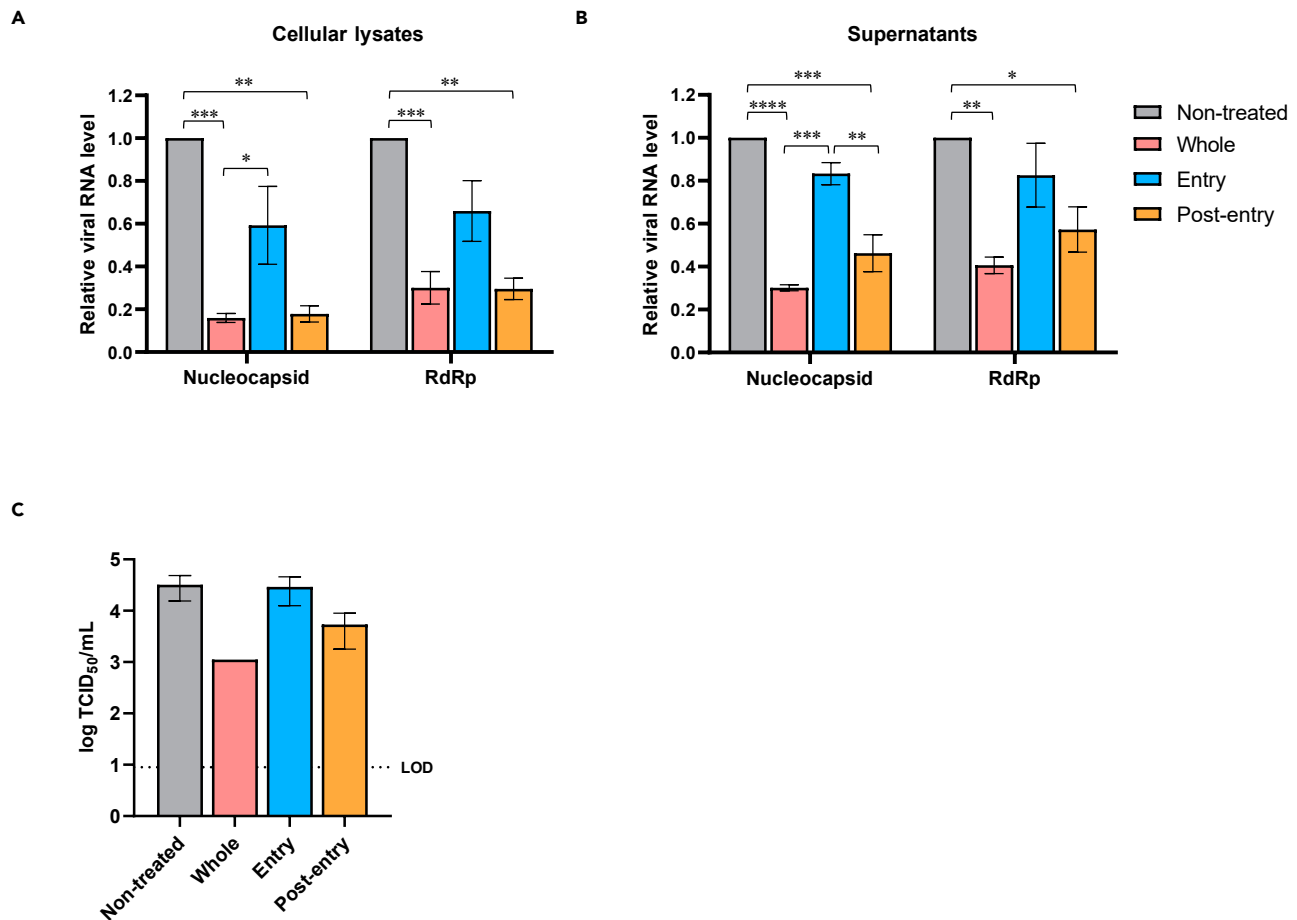 A
Cellular lysates
Relative viral RNA level
1.2
1.0
0.8
0.6
0.4
0.2
0.0
** **
*** ***
*
Nucleocapsid RdRp
B
Supernatants
Relative viral RNA level
1.2
1.0
0.8
0.6
0.4
0.2
0.0
*** *
**** **
*** **
Nucleocapsid RdRp
Non-treated
Whole
Entry
Post-entry
C
log TCID50/mL
5
4
3
2
1
0
LOD
Non-treated
Whole
Entry
Post-entry